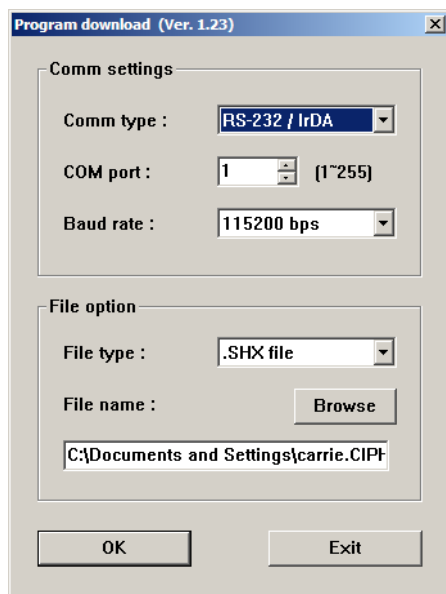 Program download (Ver. 1.23)
Comm settings
Comm type : RS-232 / IrDA
COM port : 1 (1~255)
Baud rate : 115200 bps
File option
File type : .SHX file
File name : Browse
C:\Documents and Settings\carrie.CIPH
OK Exit